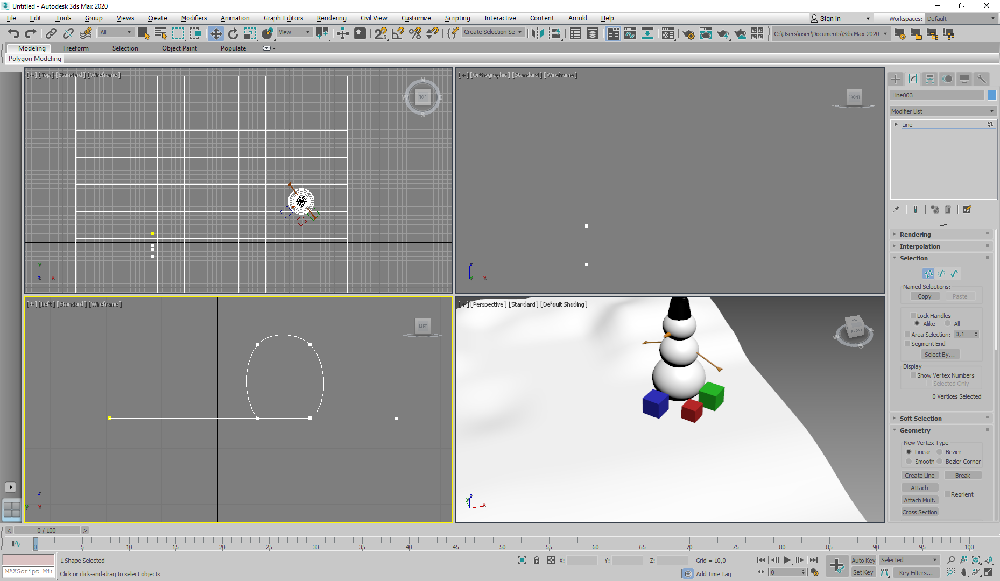 Untitled - Autodesk 3ds Max 2020
File Edit Tools Group Views Create Modifiers Animation Graph Editors Rendering Civil View Customize Scripting Interactive Content Arnold Help Sign In Workspaces: Default
All View Create Selection Se C:\Users\user\Documents\3ds Max 2020
Modeling Freeform Selection Object Paint Populate
Polygon Modeling
[+] [Top] [Standard] [Wireframe]
[+] [Orthographic] [Standard] [Wireframe]
N
W TOP E
S
FRONT
y
z x
z
y x
[+] [Left] [Standard] [Wireframe]
[+] [Perspective] [Standard] [Default Shading]
LEFT
TOP
FRONT
W E
S
z
y x
z
y x
Line003
Modifier List
Line
Rendering
Interpolation
Selection
Named Selections:
Copy Paste
Lock Handles
Alike All
Area Selection: 0,1
Segment End
Select By...
Display
Show Vertex Numbers
Selected Only
0 Vertices Selected
Soft Selection
Geometry
New Vertex Type
Linear Bezier
Smooth Bezier Corner
Create Line Break
Attach
Reorient
Attach Mult.
Cross Section
< 0 / 100 >
0 5 10 15 20 25 30 35 40 45 50 55 60 65 70 75 80 85 90 95 100
1 Shape Selected X: Y: Z: Grid = 10,0 Auto Key Selected
MAXScript Mi Click or click-and-drag to select objects Add Time Tag 0 Set Key Key Filters...